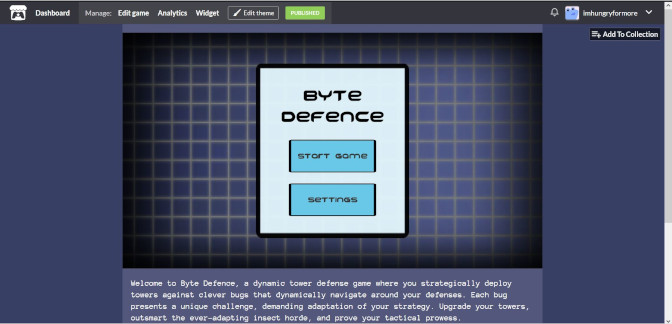 Dashboard Manage: Edit game Analytics Widget Edit theme PUBLISHED imhungryformore
Add To Collection
BYTE
DEFENCE
START GAME
SETTINGS
Welcome to Byte Defence, a dynamic tower defense game where you strategically deploy
towers against clever bugs that dynamically navigate around your defenses. Each bug
presents a unique challenge, demanding adaptation of your strategy. Upgrade your towers,
outsmart the ever-adapting insect horde, and prove your tactical prowess.